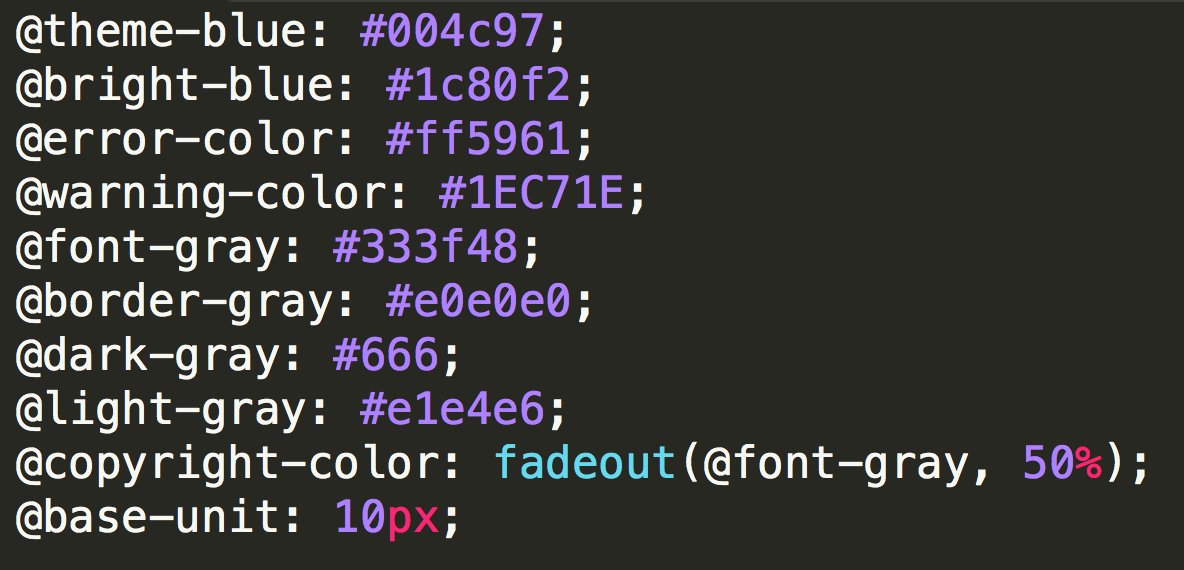 @theme-blue: #004c97;
@bright-blue: #1c80f2;
@error-color: #ff5961;
@warning-color: #1EC71E;
@font-gray: #333f48;
@border-gray: #e0e0e0;
@dark-gray: #666;
@light-gray: #e1e4e6;
@copyright-color: fadeout(@font-gray, 50%);
@base-unit: 10px;